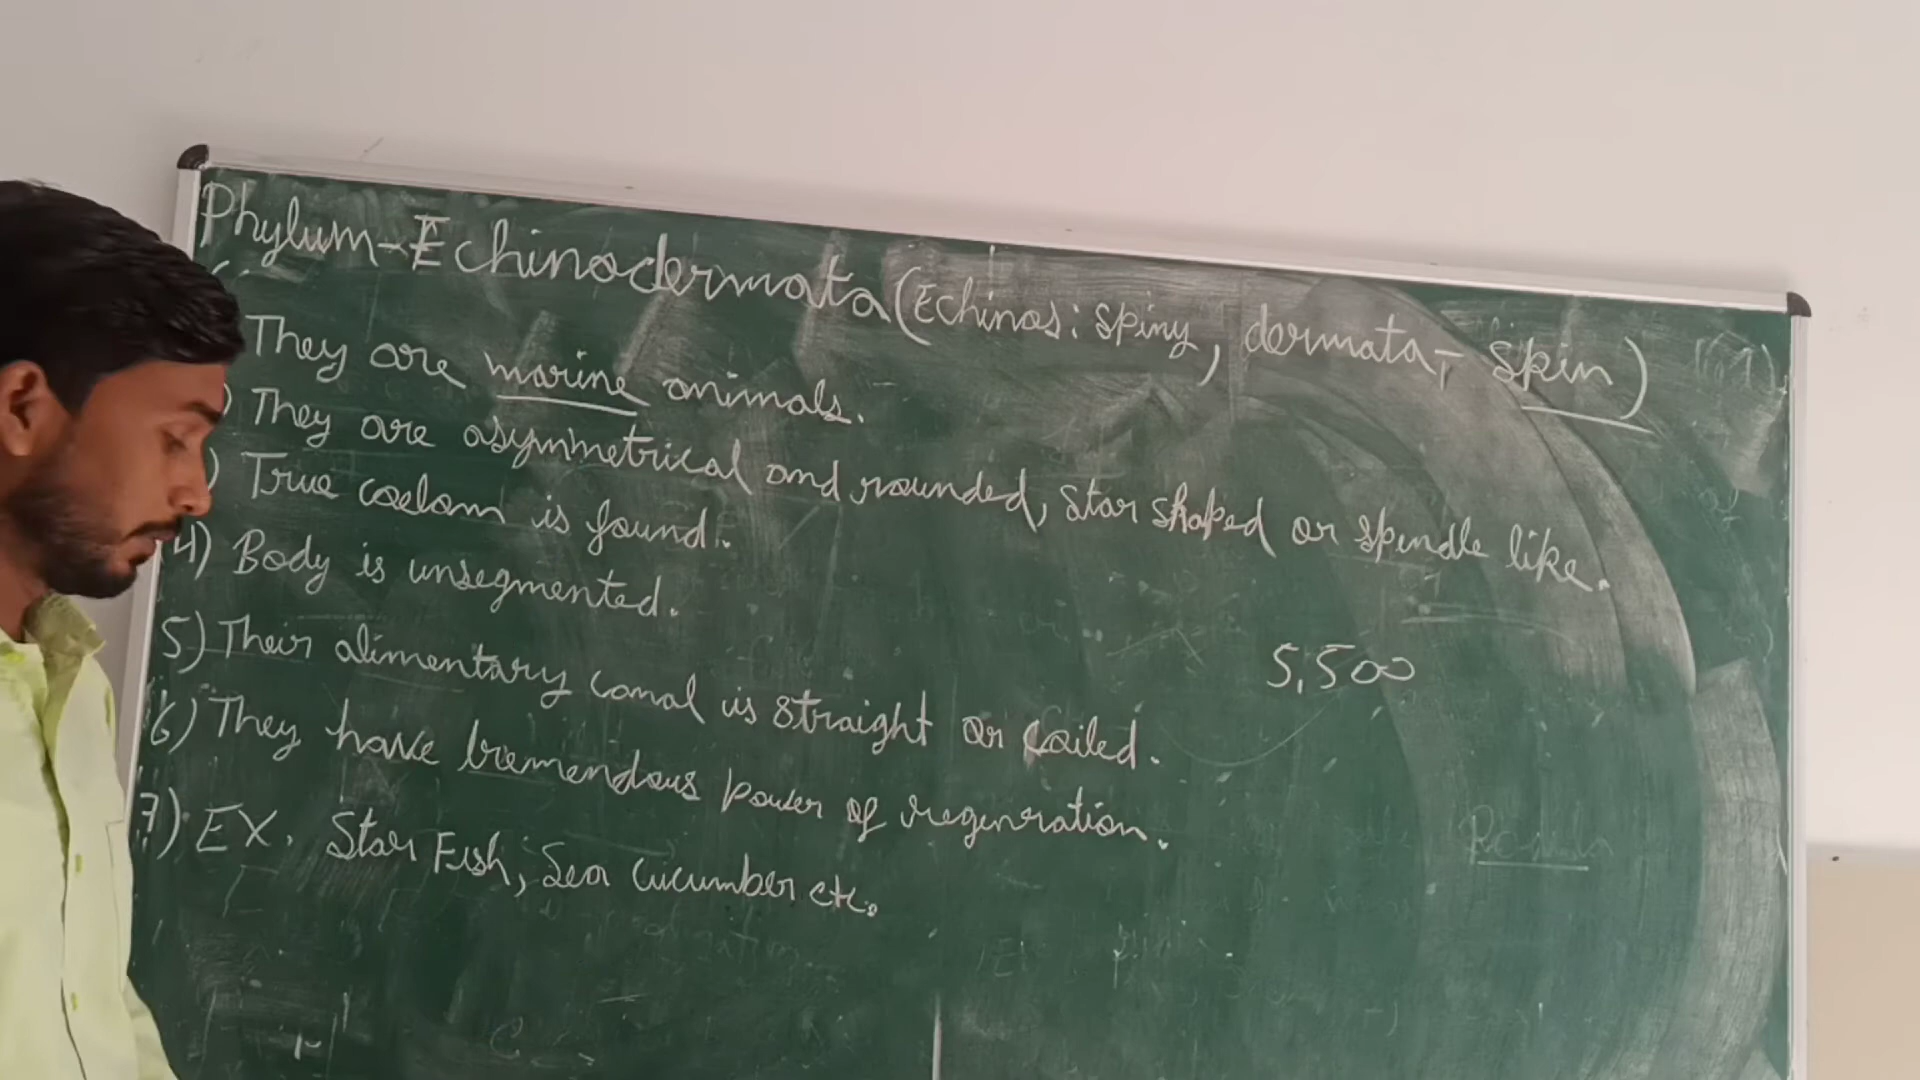 Phylum-Echinodermata (Echinos: Spiny, dermata- Skin)
They are marine animals.
) They are asymmetrical and rounded, star shaped or spindle like.
) True coelom is found.
4) Body is unsegmented.
5) Their alimentary canal is straight or coiled.
5,500
6) They have tremendous power of regeneration.
7) EX. Star Fish, Sea Cucumber etc.